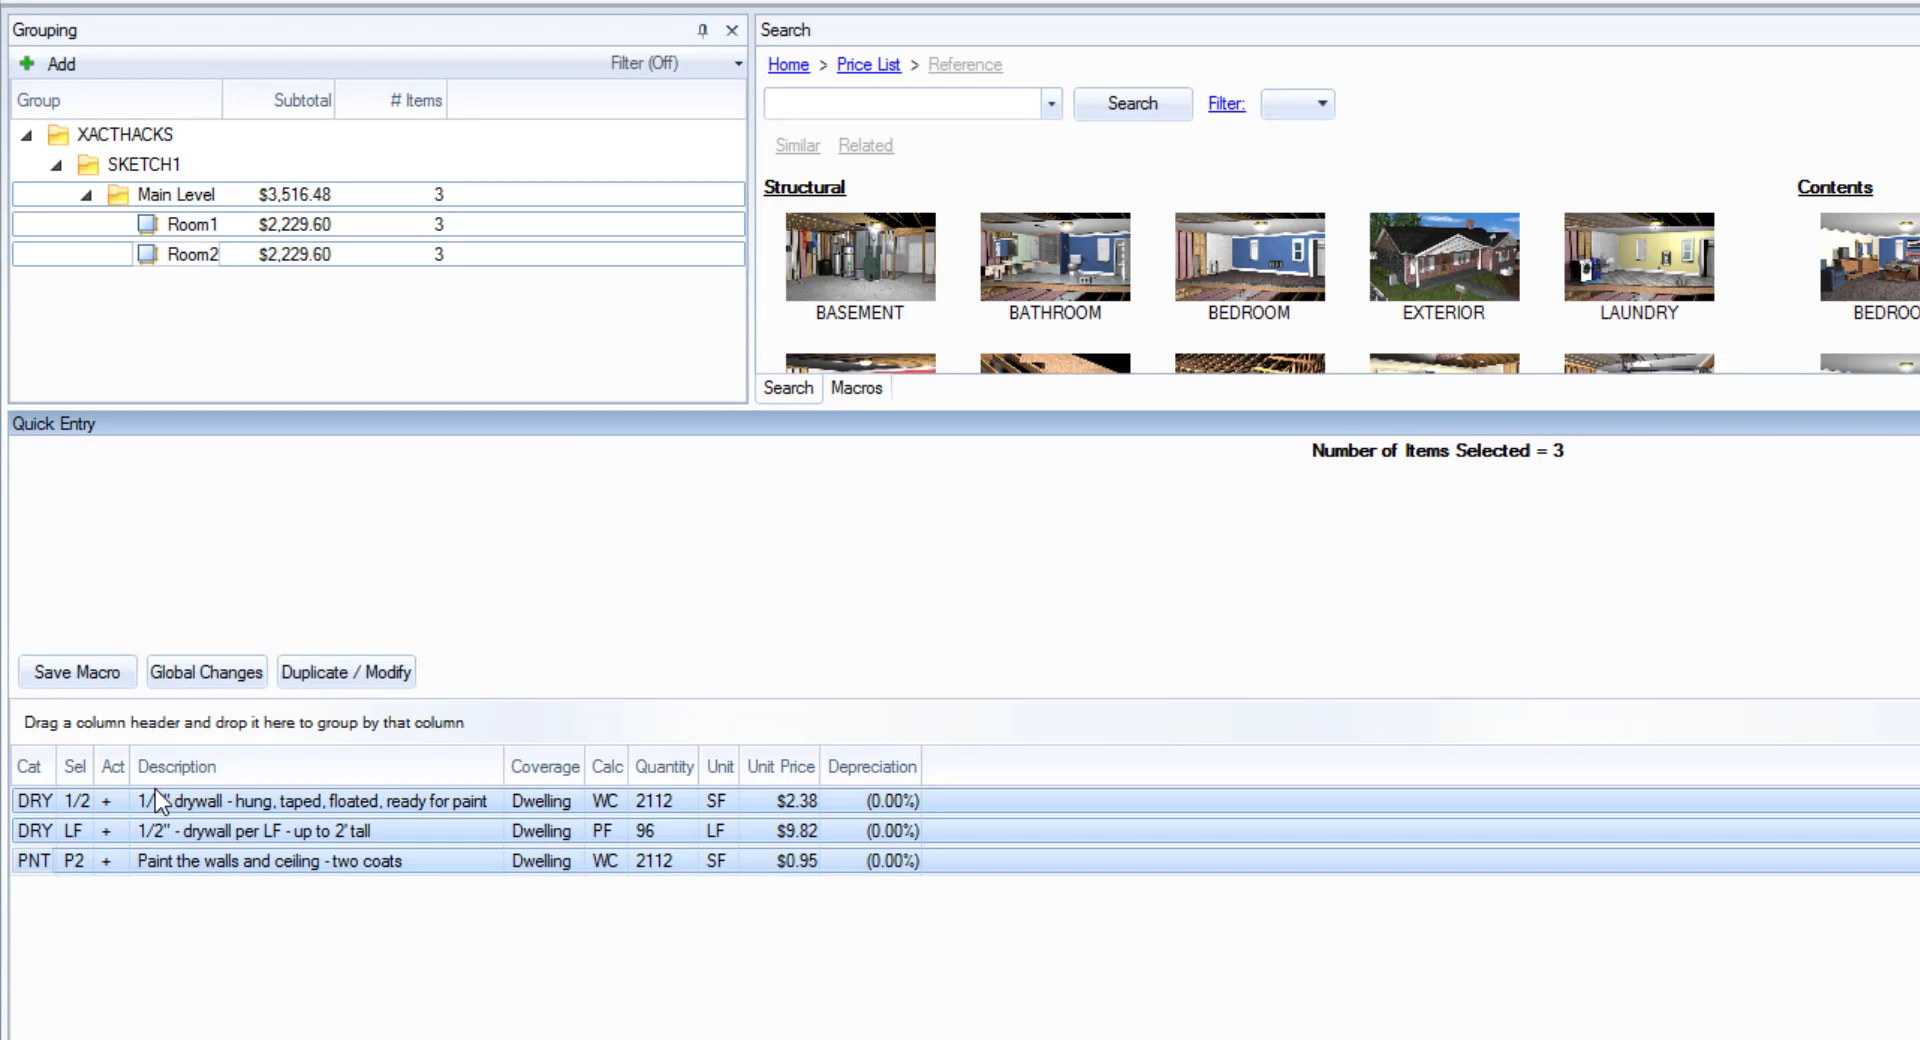 Grouping
Add Filter (Off)
Group Subtotal # Items
XACTHACKS
SKETCH1
Main Level $3,516.48 3
Room1 $2,229.60 3
Room2 $2,229.60 3
Search
Home > Price List > Reference
Search Filter:
Similar Related
Structural Contents
BASEMENT BATHROOM BEDROOM EXTERIOR LAUNDRY BEDROO
Search Macros
Quick Entry
Number of Items Selected = 3
Save Macro Global Changes Duplicate / Modify
Drag a column header and drop it here to group by that column
Cat Sel Act Description Coverage Calc Quantity Unit Unit Price Depreciation
DRY 1/2 + drywall - hung, taped, floated, ready for paint Dwelling WC 2112 SF $2.38 (0.00%)
DRY LF + 1/2" - drywall per LF - up to 2' tall Dwelling PF 96 LF $9.82 (0.00%)
PNT P2 + Paint the walls and ceiling - two coats Dwelling WC 2112 SF $0.95 (0.00%)